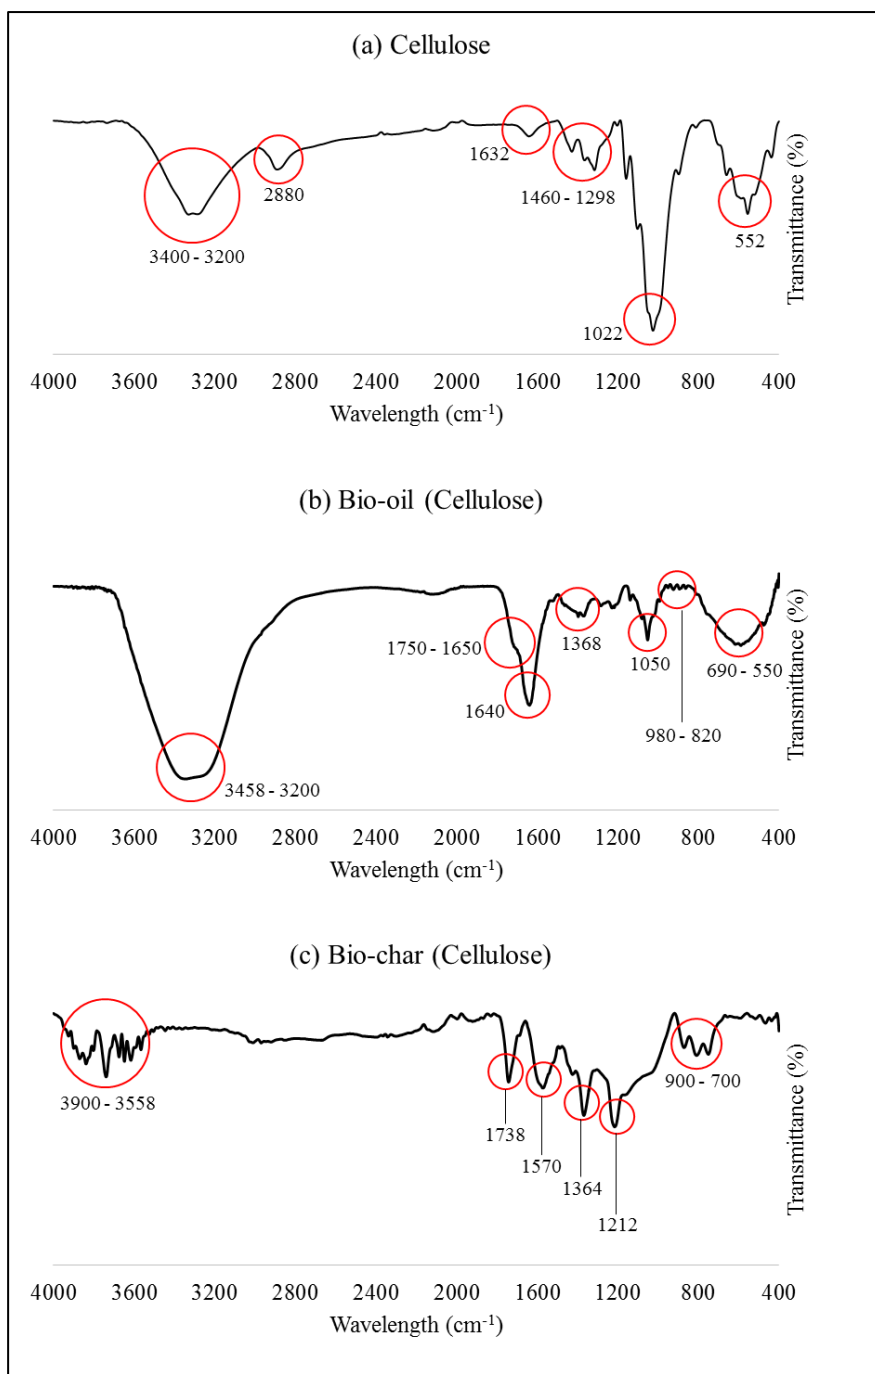 (a) Cellulose
1632
2880
1460 - 1298
3400 - 3200
552
1022
Transmittance (%)
4000 3600 3200 2800 2400 2000 1600 1200 800 400
Wavelength (cm⁻¹)
(b) Bio-oil (Cellulose)
1750 - 1650
1368
1050
690 - 550
1640
980 - 820
3458 - 3200
Transmittance (%)
4000 3600 3200 2800 2400 2000 1600 1200 800 400
Wavelength (cm⁻¹)
(c) Bio-char (Cellulose)
900 - 700
3900 - 3558
1738
1570
1364
1212
Transmittance (%)
4000 3600 3200 2800 2400 2000 1600 1200 800 400
Wavelength (cm⁻¹)